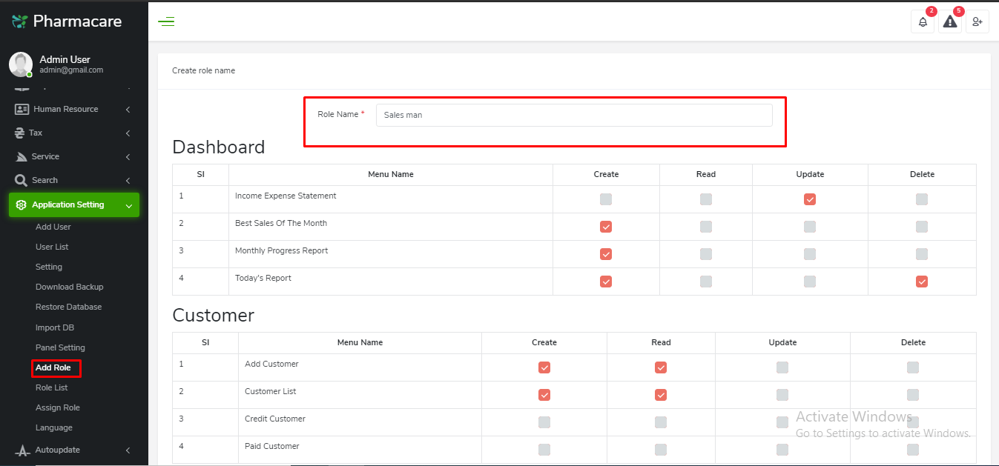 Pharmacare
2
5
Admin User
admin@gmail.com
Human Resource
Tax
Service
Search
Application Setting
Add User
User List
Setting
Download Backup
Restore Database
Import DB
Panel Setting
Add Role
Role List
Assign Role
Language
Autoupdate
Create role name
Role Name *
Sales man
Dashboard
Sl Menu Name Create Read Update Delete
1 Income Expense Statement
2 Best Sales Of The Month
3 Monthly Progress Report
4 Today's Report
Customer
Sl Menu Name Create Read Update Delete
1 Add Customer
2 Customer List
3 Credit Customer
4 Paid Customer
Activate Windows
Go to Settings to activate Windows.